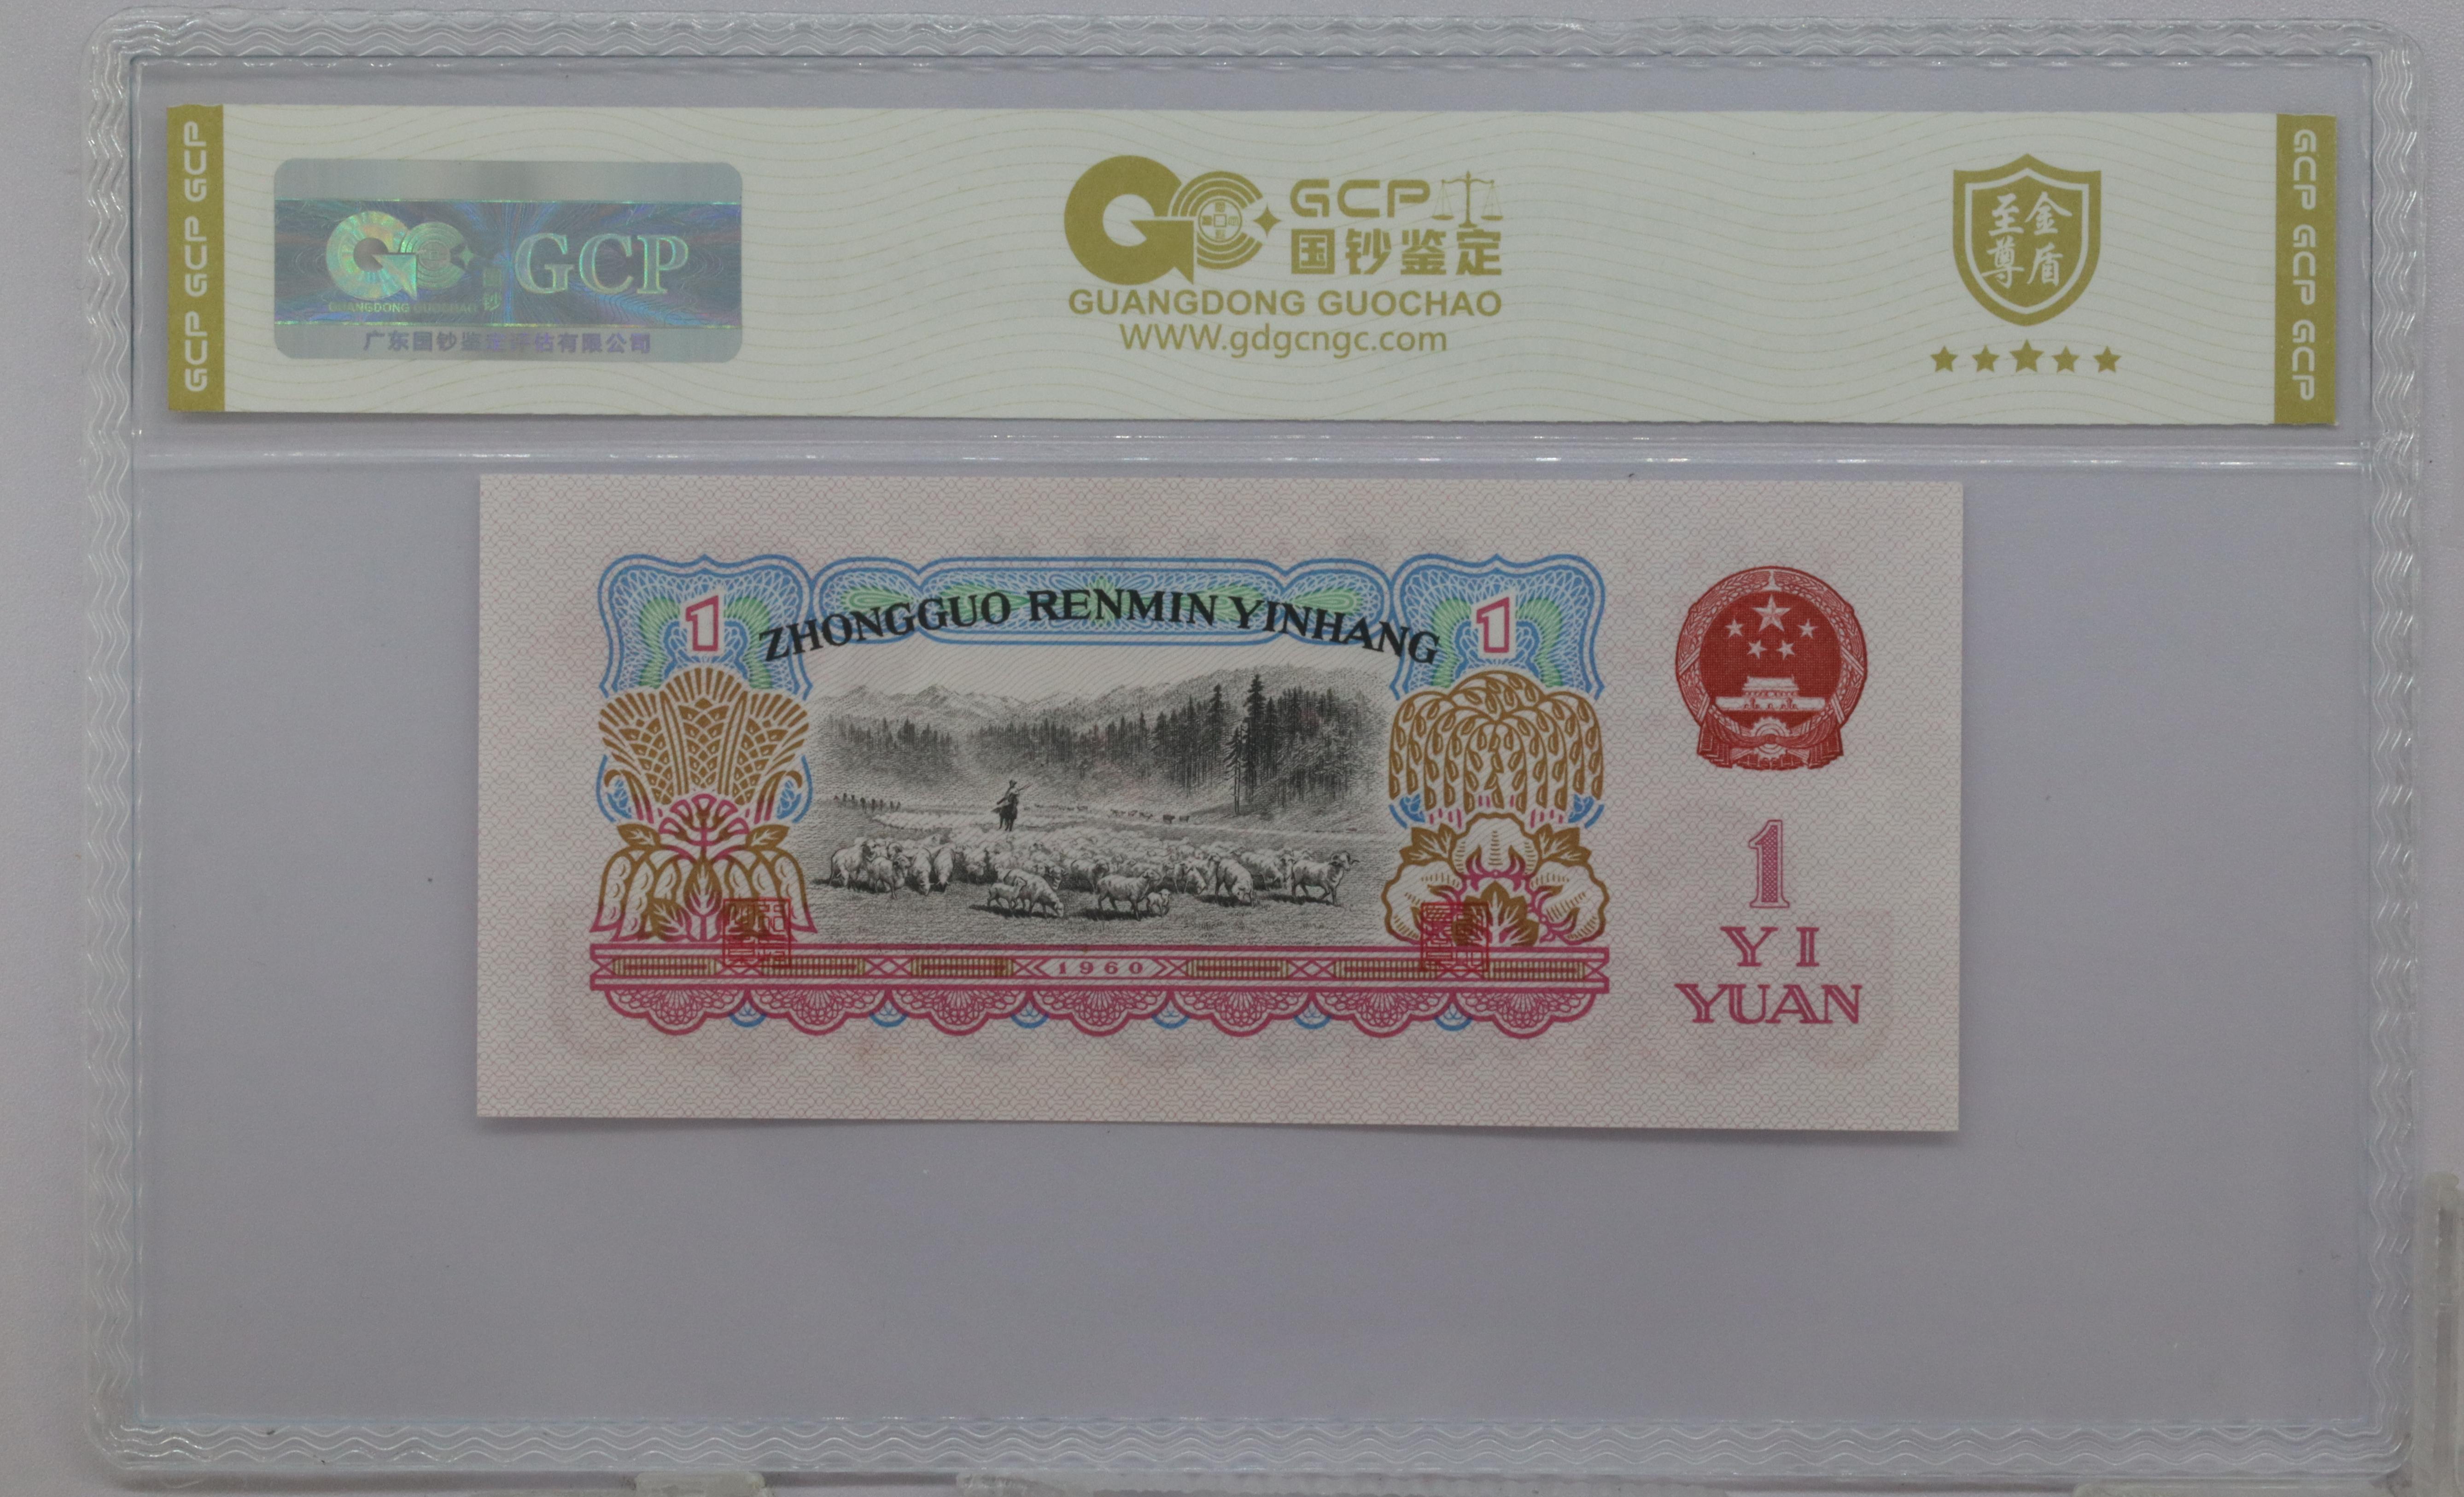 GCP GCP GCP
GCP
GUANGDONG GUOCHAO
广东国钞鉴定评估有限公司
GCP
国钞鉴定
GUANGDONG GUOCHAO
WWW.gdgcngc.com
至金
尊盾
GCP GCP GCP
1
ZHONGGUO RENMIN YINHANG
1
1960
1
YI
YUAN